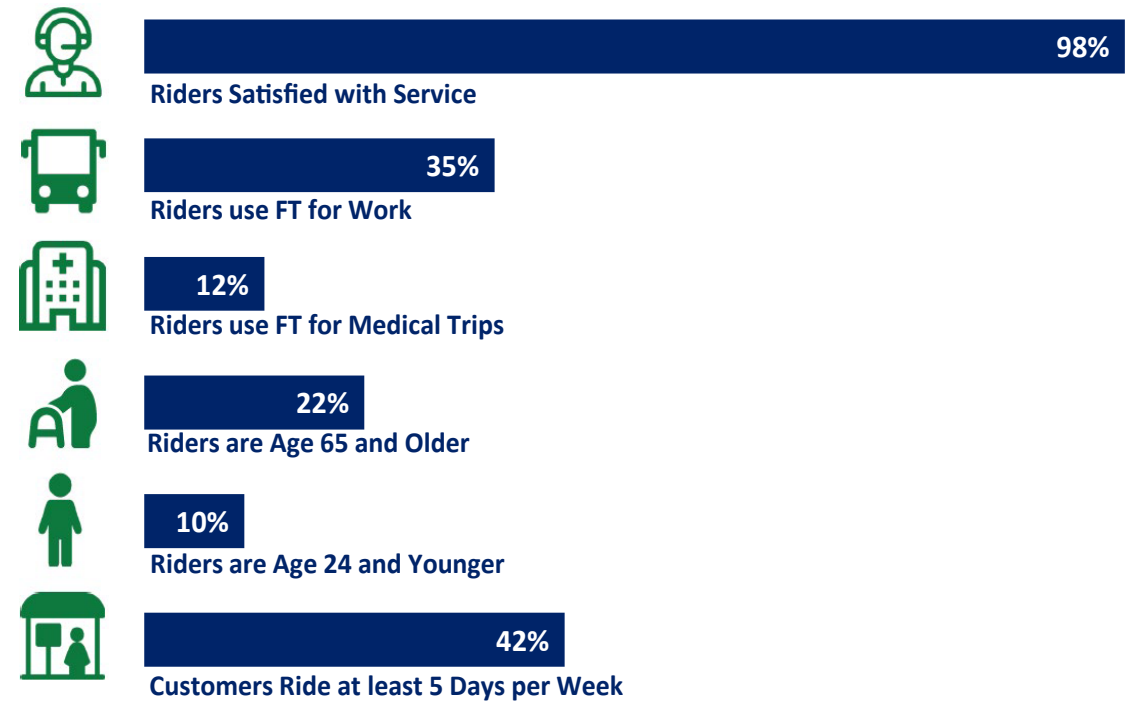 98%
Riders Satisfied with Service
35%
Riders use FT for Work
12%
Riders use FT for Medical Trips
22%
Riders are Age 65 and Older
10%
Riders are Age 24 and Younger
42%
Customers Ride at least 5 Days per Week